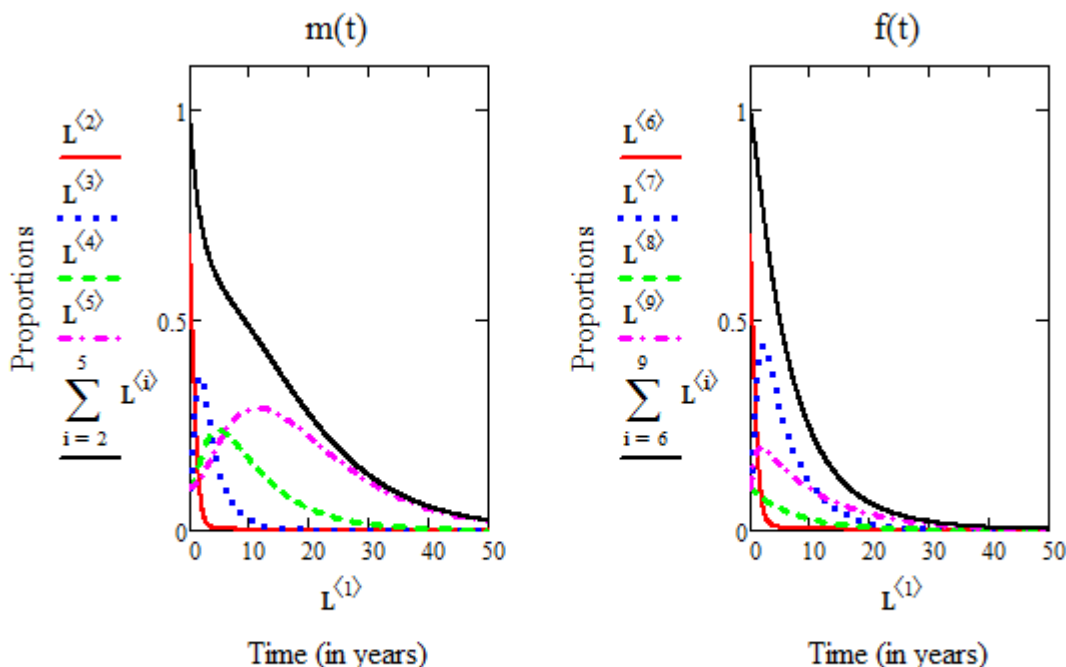 m(t)
Proportions
L⟨2⟩
L⟨3⟩
L⟨4⟩
L⟨5⟩
5
∑ L⟨i⟩
i = 2
1
0.5
0
0 10 20 30 40 50
L⟨1⟩
Time (in years)
f(t)
Proportions
L⟨6⟩
L⟨7⟩
L⟨8⟩
L⟨9⟩
9
∑ L⟨i⟩
i = 6
1
0.5
0
0 10 20 30 40 50
L⟨1⟩
Time (in years)